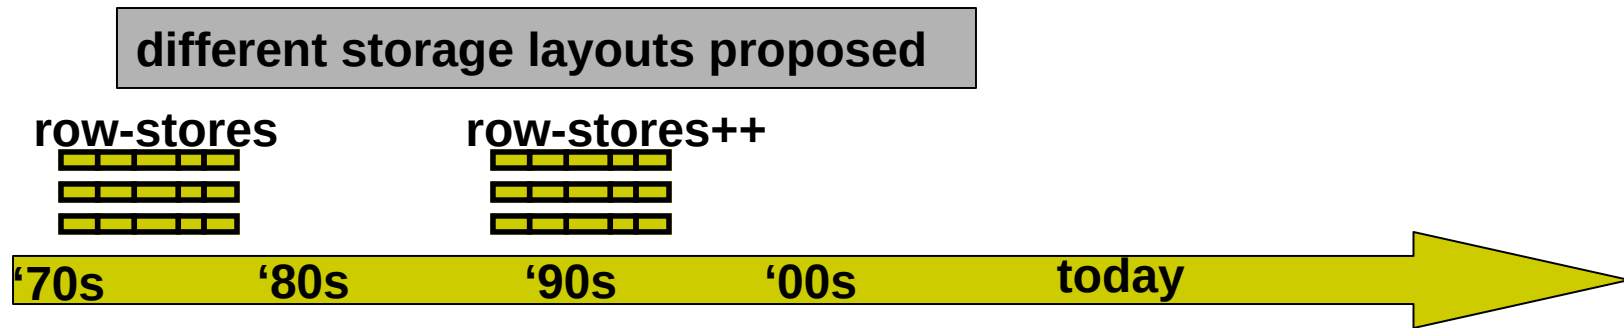 different storage layouts proposed
row-stores row-stores++
‘70s ‘80s ‘90s ‘00s today